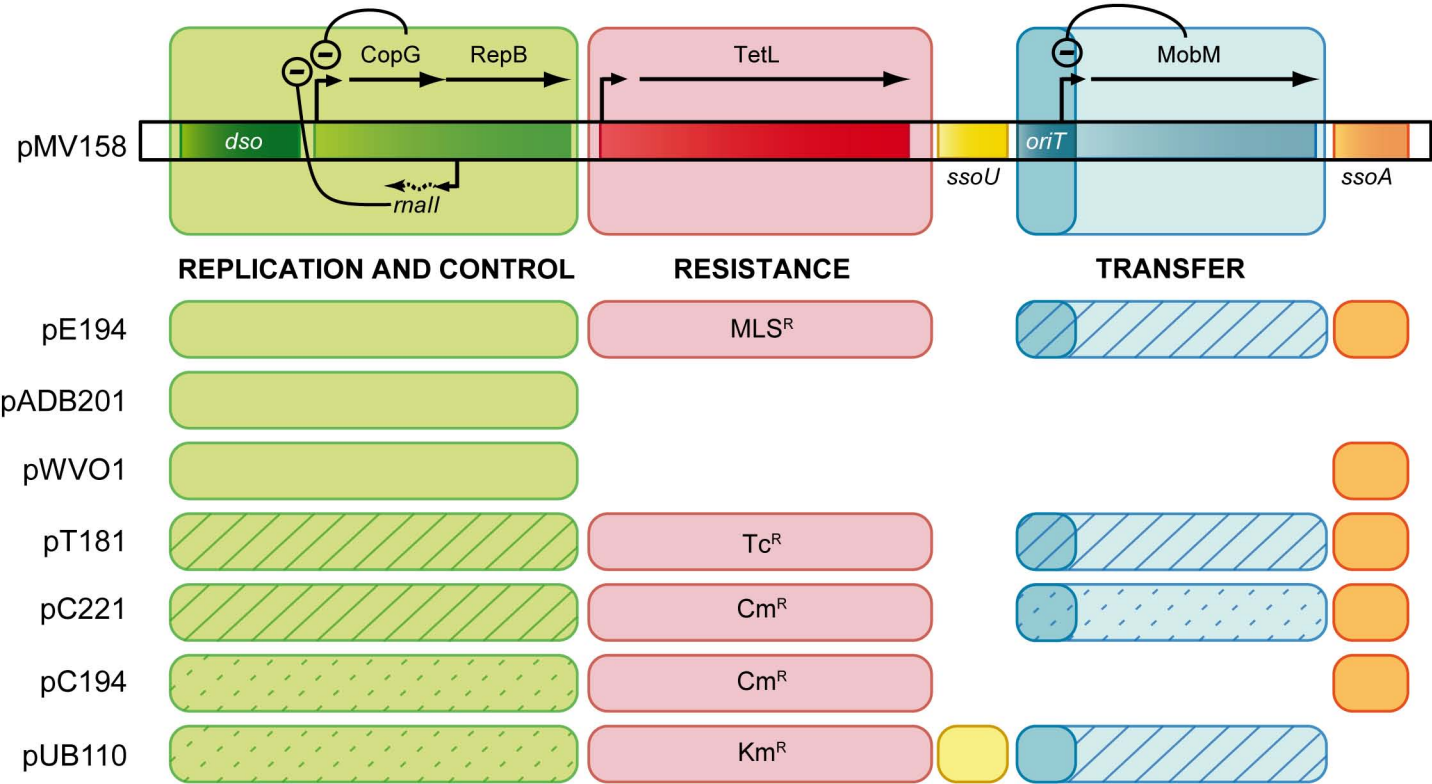 CopG RepB TetL MobM
pMV158 dso oriT
ssoU ssoA
rnaII
REPLICATION AND CONTROL RESISTANCE TRANSFER
pE194 MLSᴿ
pADB201
pWVO1
pT181 Tcᴿ
pC221 Cmᴿ
pC194 Cmᴿ
pUB110 Kmᴿ